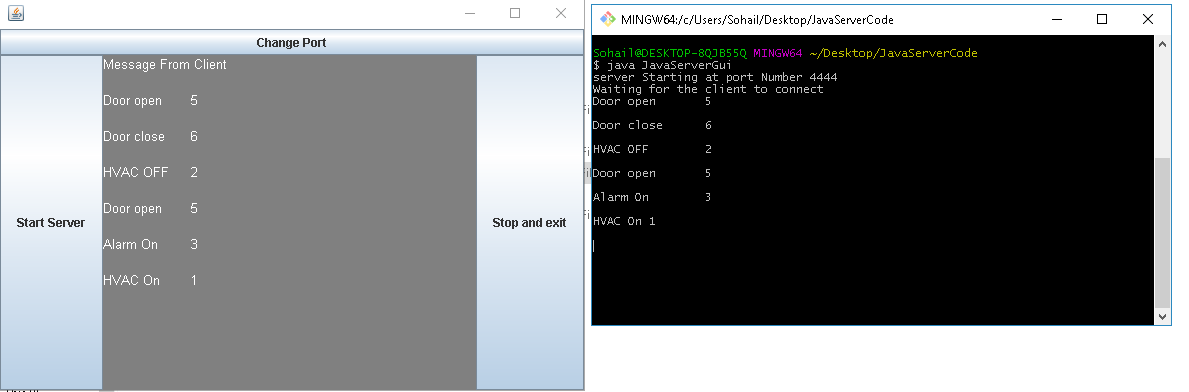 Change Port
Start Server
Message From Client
Door open 5
Door close 6
HVAC OFF 2
Door open 5
Alarm On 3
HVAC On 1
Stop and exit
MINGW64:/c/Users/Sohail/Desktop/JavaServerCode
Sohail@DESKTOP-8QJB55Q MINGW64 ~/Desktop/JavaServerCode
$ java JavaServerGui
server Starting at port Number 4444
Waiting for the client to connect
Door open 5
Door close 6
HVAC OFF 2
Door open 5
Alarm On 3
HVAC On 1